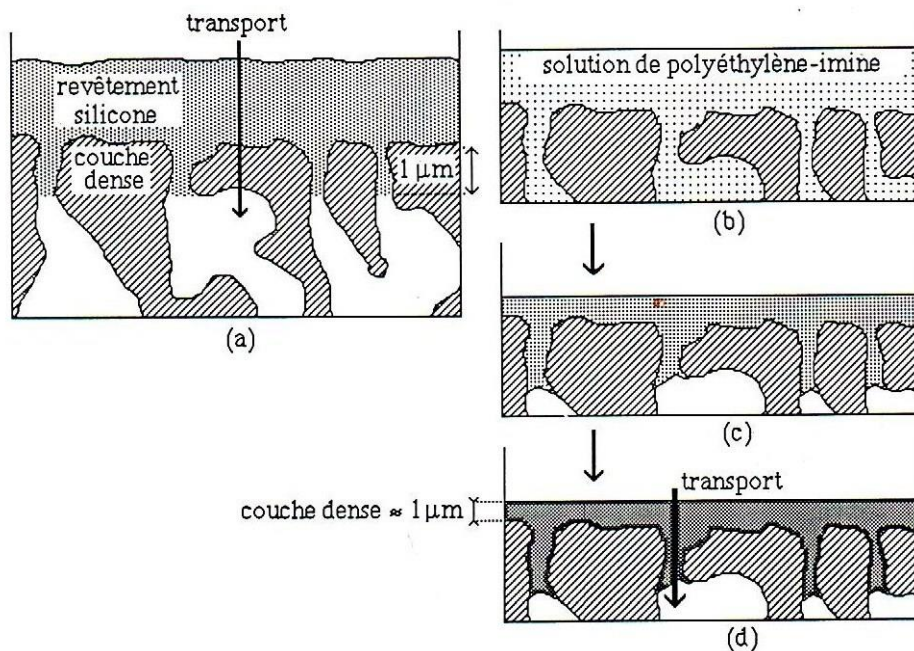 transport
revêtement
silicone
couche
dense
1 µm
(a)
solution de polyéthylène-imine
(b)
(c)
transport
couche dense ≈ 1 µm
(d)